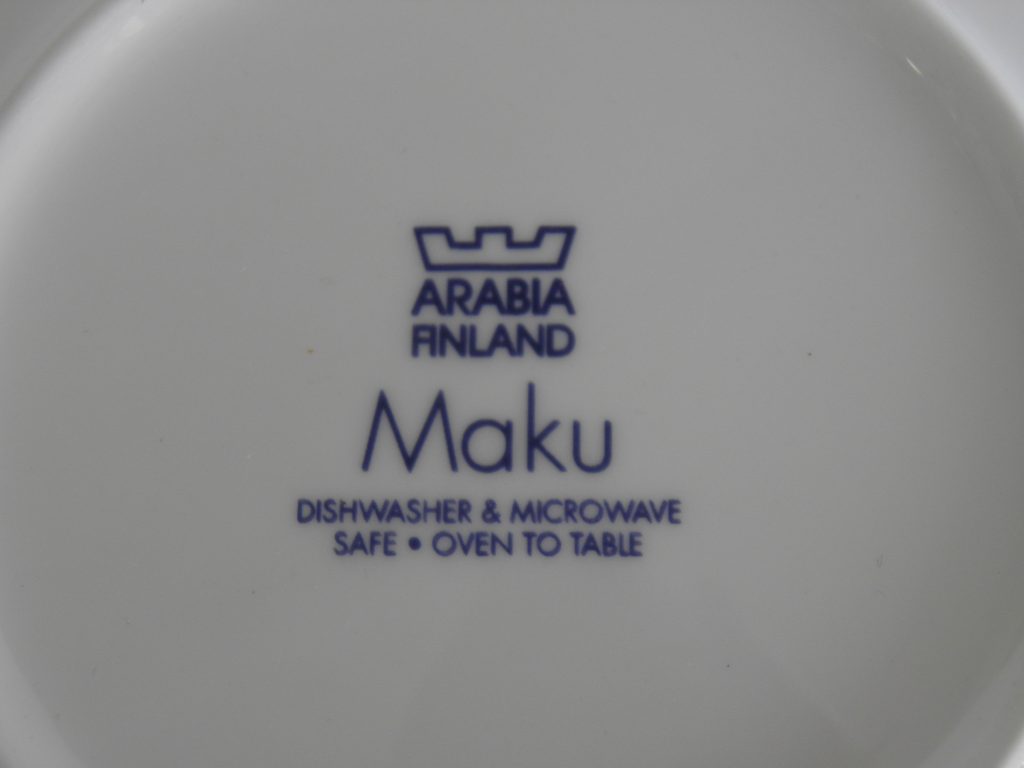 ARABIA
FINLAND
Maku
DISHWASHER & MICROWAVE
SAFE • OVEN TO TABLE